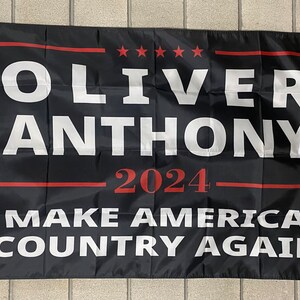 OLIVER
ANTHONY
2024
MAKE AMERICA
COUNTRY AGAI